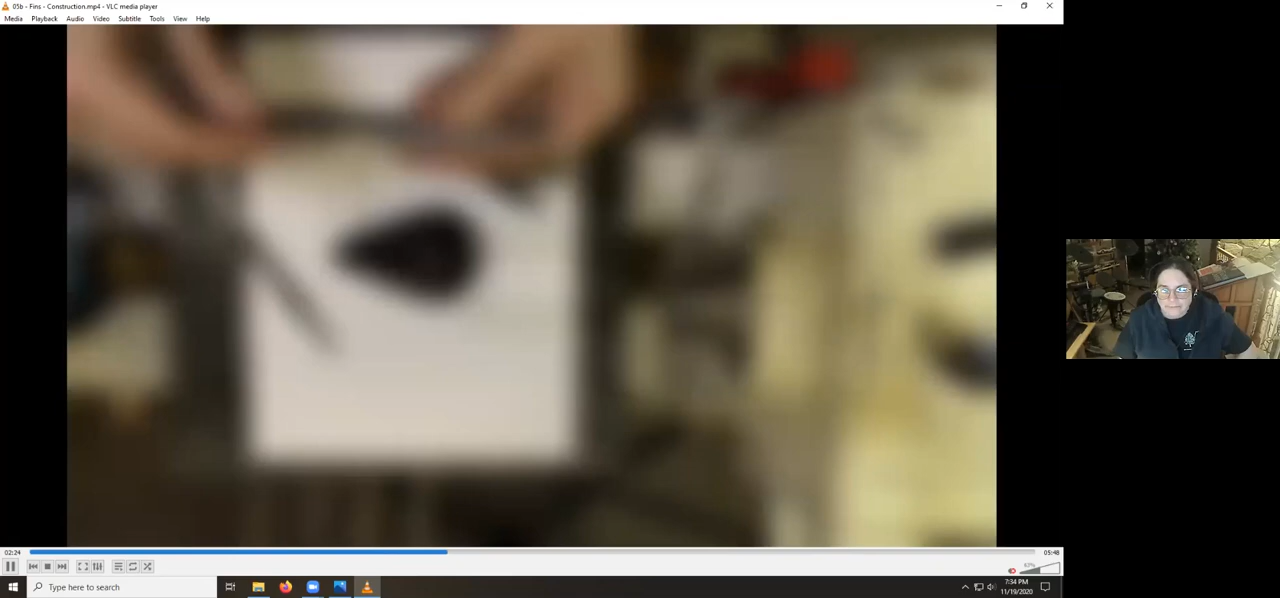 05b - Fins - Construction.mp4 - VLC media player
Media Playback Audio Video Subtitle Tools View Help
02:24
05:48
67%
Type here to search
7:34 PM
11/19/2020